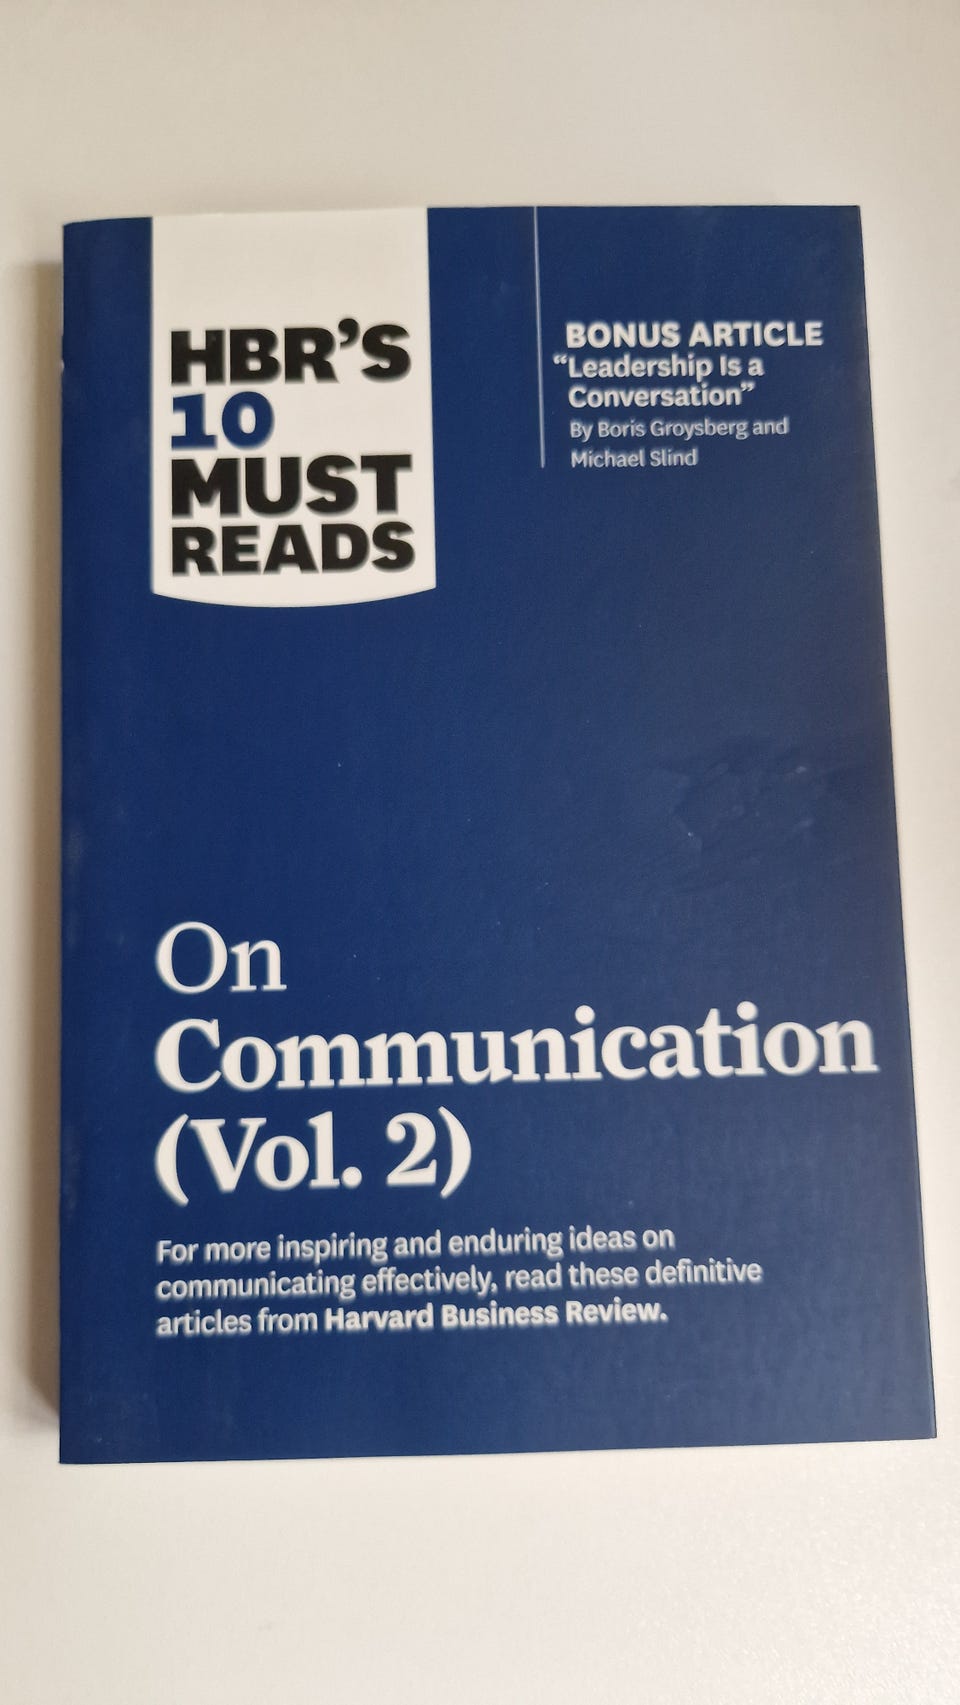 HBR’S
10
MUST
READS
BONUS ARTICLE
“Leadership Is a
Conversation”
By Boris Groysberg and
Michael Slind
On
Communication
(Vol. 2)
For more inspiring and enduring ideas on
communicating effectively, read these definitive
articles from Harvard Business Review.